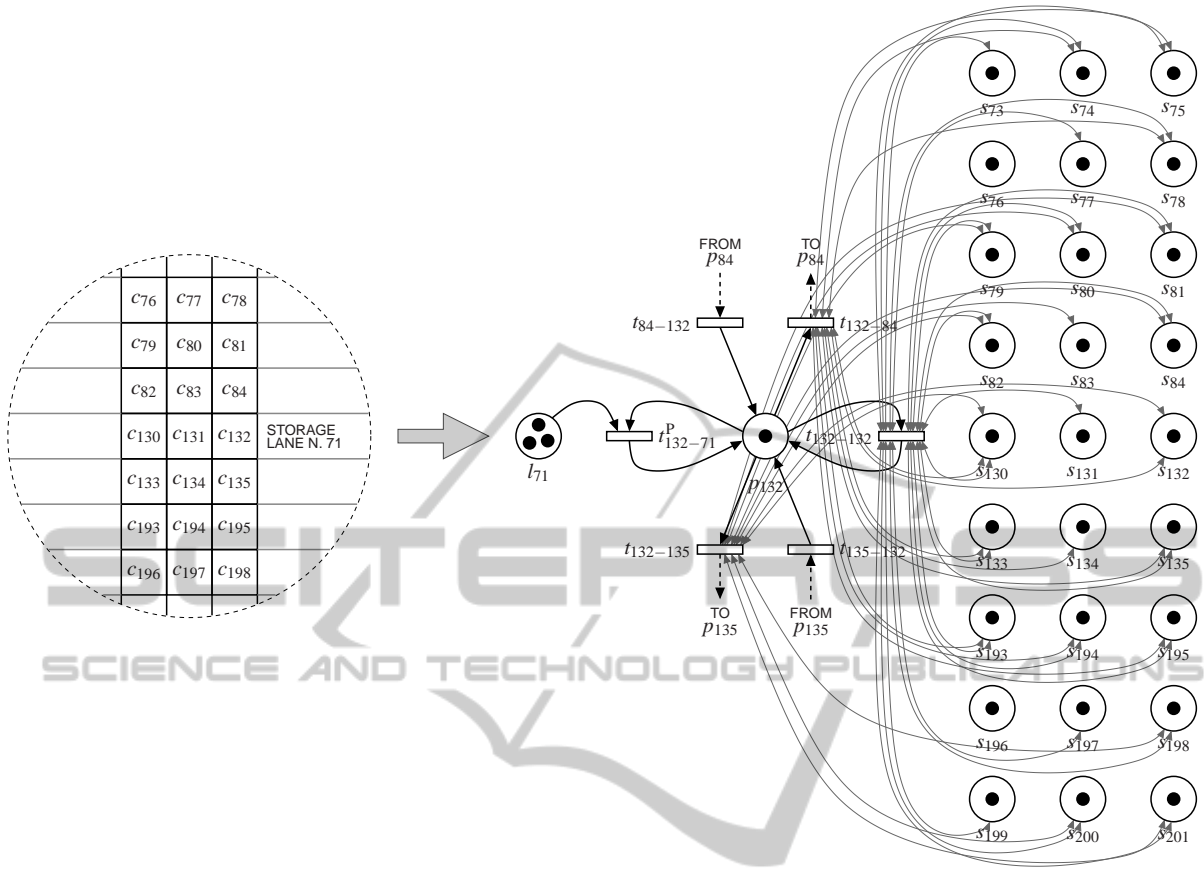 c76 c77 c78
c79 c80 c81
c82 c83 c84
c130 c131 c132
STORAGE
LANE N. 71
c133 c134 c135
c193 c194 c195
c196 c197 c198
l71
FROM
p84
TO
p84
t84−132
t132−84
t^P132−71
t132−132
p132
t132−135
t135−132
TO
p135
FROM
p135
s73 s74 s75
s76 s77 s78
s79 s80 s81
s82 s83 s84
s130 s131 s132
s133 s134 s135
s193 s194 s195
s196 s197 s198
s199 s200 s201
SCITEPRESS
SCIENCE AND TECHNOLOGY PUBLICATIONS